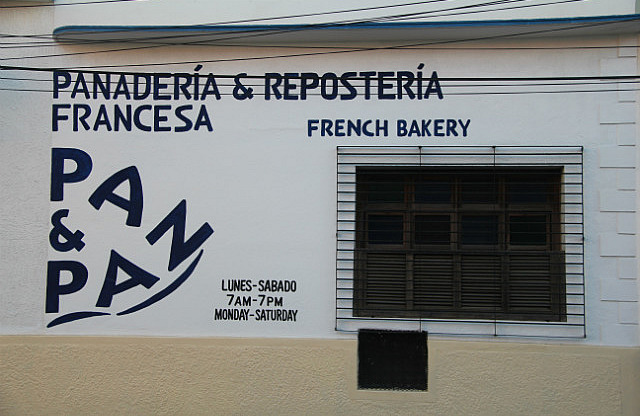 PANADERÍA & REPOSTERÍA
FRANCESA
FRENCH BAKERY
PAN
&
PAN
LUNES-SABADO
7AM-7PM
MONDAY-SATURDAY